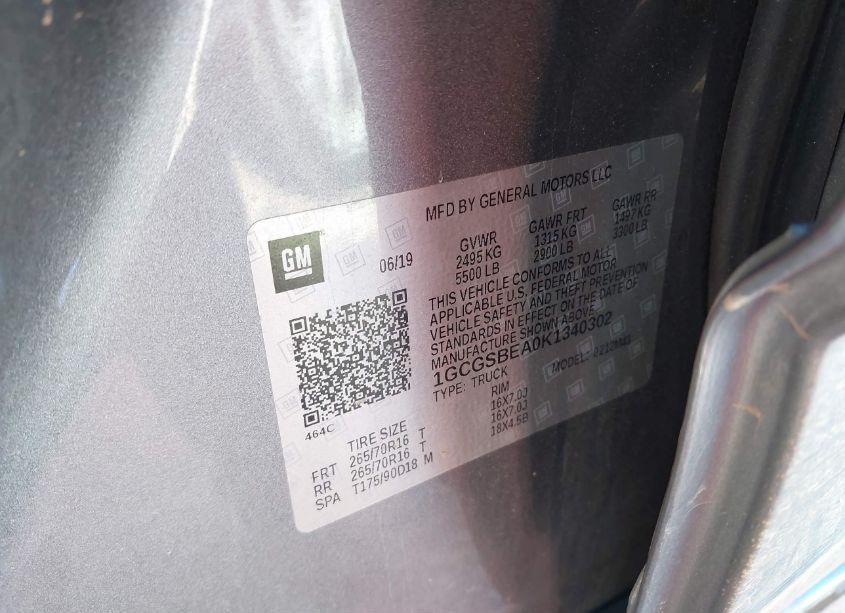 MFD BY GENERAL MOTORS LLC
GM
06/19
GVWR GAWR FRT GAWR RR
2495 KG 1315 KG 1497 KG
5500 LB 2900 LB 3300 LB
THIS VEHICLE CONFORMS TO ALL
APPLICABLE U.S. FEDERAL MOTOR
VEHICLE SAFETY AND THEFT PREVENTION
STANDARDS IN EFFECT ON THE DATE OF
MANUFACTURE SHOWN ABOVE.
1GCGSBEA0K1340302
TYPE: TRUCK MODEL:
464C
TIRE SIZE RIM
FRT 265/70R16 T 16X7.0J
RR 265/70R16 T 16X7.0J
SPA T175/90D18 M 18X4.5B